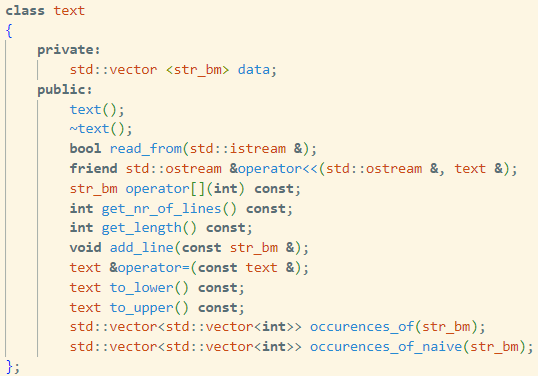 class text
{
private:
std::vector <str_bm> data;
public:
text();
~text();
bool read_from(std::istream &);
friend std::ostream &operator<<(std::ostream &, text &);
str_bm operator[](int) const;
int get_nr_of_lines() const;
int get_length() const;
void add_line(const str_bm &);
text &operator=(const text &);
text to_lower() const;
text to_upper() const;
std::vector<std::vector<int>> occurences_of(str_bm);
std::vector<std::vector<int>> occurences_of_naive(str_bm);
};